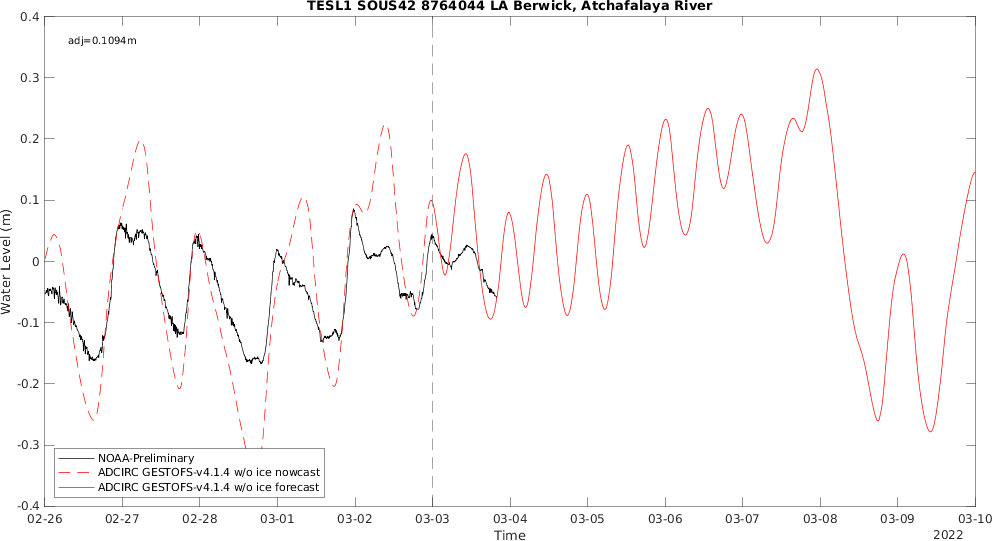 TESL1 SOUS42 8764044 LA Berwick, Atchafalaya River
adj=0.1094m
Water Level (m)
0.4
0.3
0.2
0.1
0
-0.1
-0.2
-0.3
-0.4
NOAA-Preliminary
ADCIRC GESTOFS-v4.1.4 w/o ice nowcast
ADCIRC GESTOFS-v4.1.4 w/o ice forecast
02-26 02-27 02-28 03-01 03-02 03-03 03-04 03-05 03-06 03-07 03-08 03-09 03-10
Time
2022